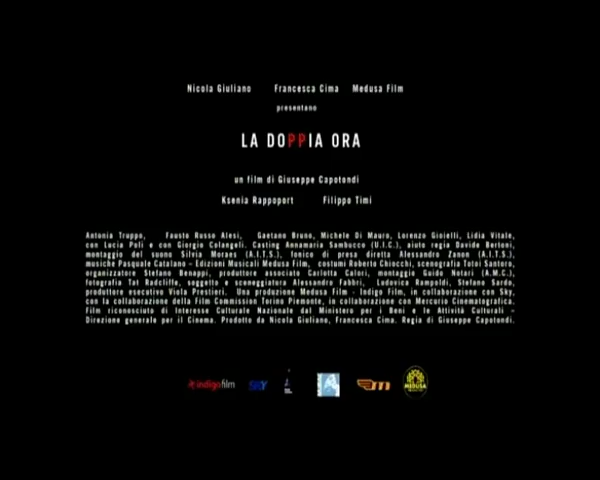 Nicola Giuliano Francesca Cima Medusa Film
presentano
LA DOPPIA ORA
un film di Giuseppe Capotondi
Ksenia Rappoport Filippo Timi
Antonia Truppo, Fausto Russo Alesi, Gaetano Bruno, Michele Di Mauro, Lorenzo Gioielli, Lidia Vitale,
con Lucia Poli e con Giorgio Colangeli. Casting Annamaria Sambucco (U.I.C.), aiuto regia Davide Bertoni,
montaggio del suono Silvia Moraes (A.I.T.S.), fonico di presa diretta Alessandro Zanon (A.I.T.S.),
musiche Pasquale Catalano - Edizioni Musicali Medusa Film, costumi Roberto Chiocchi, scenografia Totoi Santoro,
organizzatore Stefano Benappi, produttore associato Carlotta Calori, montaggio Guido Notari (A.M.C.),
fotografia Tat Radcliffe, soggetto e sceneggiatura Alessandro Fabbri, Ludovica Rampoldi, Stefano Sardo,
produttore esecutivo Viola Prestieri. Una produzione Medusa Film - Indigo Film, in collaborazione con Sky,
con la collaborazione della Film Commission Torino Piemonte, in collaborazione con Mercurio Cinematografica.
Film riconosciuto di Interesse Culturale Nazionale dal Ministero per i Beni e le Attività Culturali -
Direzione generale per il Cinema. Prodotto da Nicola Giuliano, Francesca Cima. Regia di Giuseppe Capotondi.
indigofilm SKY m MEDUSA